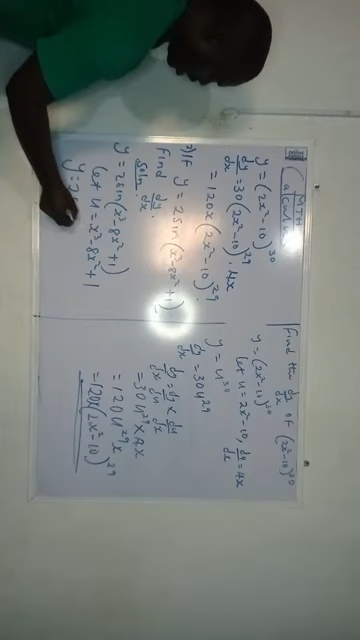 MTH
Calculus
y = (2x²-10)³⁰
dy/dx = 30(2x²-10)²⁹. 4x
= 120x(2x²-10)²⁹.
2) If y = 2sin(x³-8x²+1)
find dy/dx
Soln
y = 2sin(x³-8x²+1)
let u = x³-8x²+1
y = 2
find the dy/dx of (2x²-10)³⁰
y = (2x²-10)³⁰
let u = 2x²-10, du/dx = 4x
y = u³⁰
dy/dx = 30u²⁹
dy/dx = dy/du x du/dx
= 30u²⁹ x 4x
= 120u²⁹x
= 120x(2x²-10)²⁹